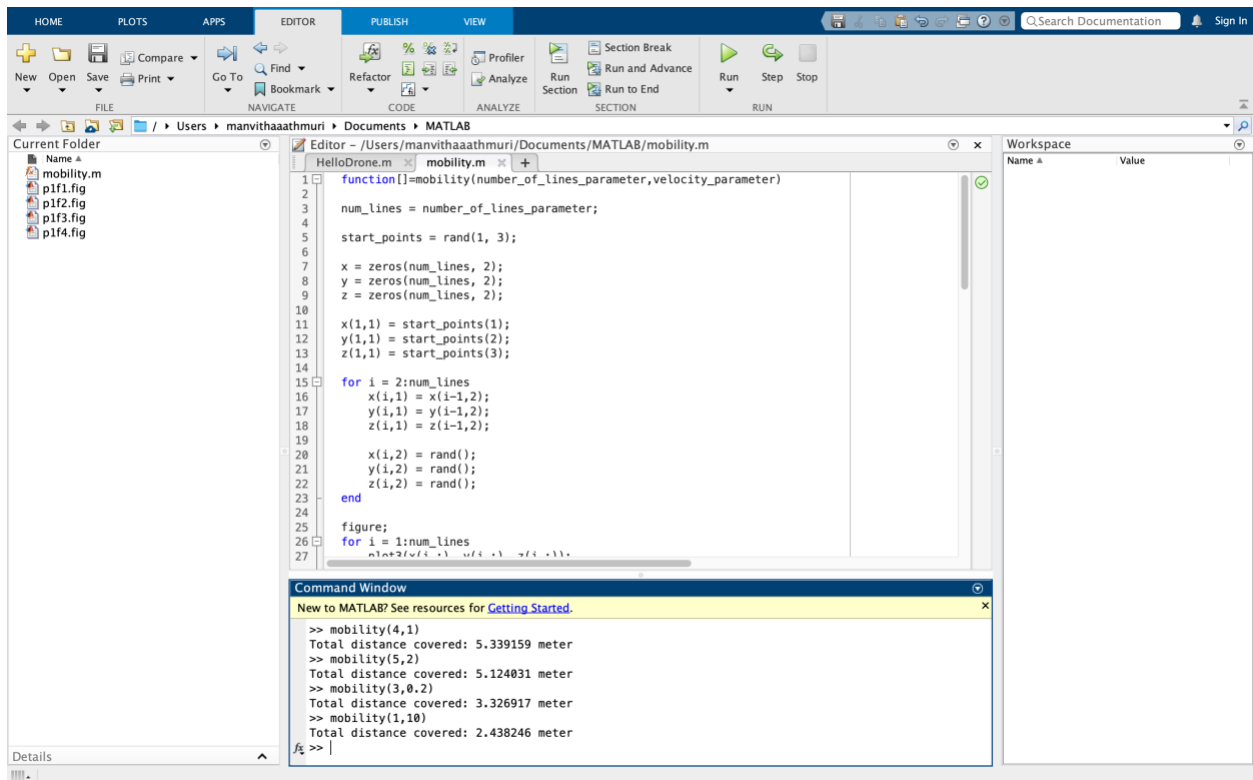 HOME PLOTS APPS EDITOR PUBLISH VIEW Search Documentation Sign In
New Open Save Compare Print Go To Find Bookmark Refactor Profiler Analyze Run Section Section Break Run and Advance Run to End Run Step Stop
FILE NAVIGATE CODE ANALYZE SECTION RUN
/ Users manvithaaathmuri Documents MATLAB
Current Folder
Name
mobility.m
p1f1.fig
p1f2.fig
p1f3.fig
p1f4.fig
Details
Editor - /Users/manvithaaathmuri/Documents/MATLAB/mobility.m
HelloDrone.m mobility.m +
1 function[]=mobility(number_of_lines_parameter,velocity_parameter)
2
3 num_lines = number_of_lines_parameter;
4
5 start_points = rand(1, 3);
6
7 x = zeros(num_lines, 2);
8 y = zeros(num_lines, 2);
9 z = zeros(num_lines, 2);
10
11 x(1,1) = start_points(1);
12 y(1,1) = start_points(2);
13 z(1,1) = start_points(3);
14
15 for i = 2:num_lines
16 x(i,1) = x(i-1,2);
17 y(i,1) = y(i-1,2);
18 z(i,1) = z(i-1,2);
19
20 x(i,2) = rand();
21 y(i,2) = rand();
22 z(i,2) = rand();
23 end
24
25 figure;
26 for i = 1:num_lines
27 plot3(x(i,:), y(i,:), z(i,:));
Command Window
New to MATLAB? See resources for Getting Started.
>> mobility(4,1)
Total distance covered: 5.339159 meter
>> mobility(5,2)
Total distance covered: 5.124031 meter
>> mobility(3,0.2)
Total distance covered: 3.326917 meter
>> mobility(1,10)
Total distance covered: 2.438246 meter
fx >>
Workspace
Name Value